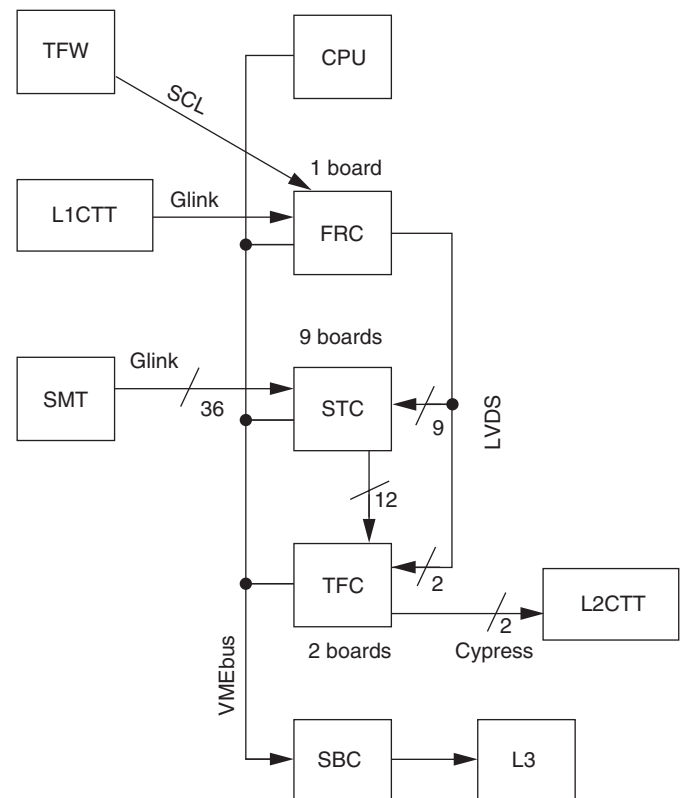 TFW
CPU
SCL
1 board
L1CTT
Glink
FRC
9 boards
Glink
SMT
36
STC
9
LVDS
12
TFC
2
L2CTT
2
2 boards
Cypress
VMEbus
SBC
L3